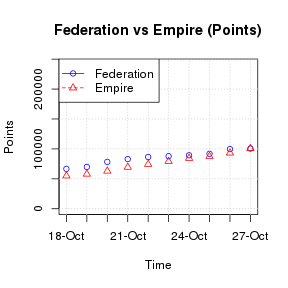 Federation vs Empire (Points)
Federation
Empire
Points
200000
100000
0
18-Oct
21-Oct
24-Oct
27-Oct
Time